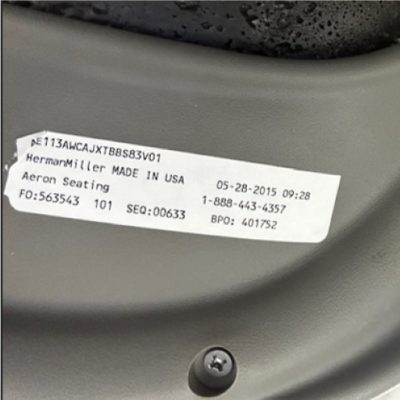 AE113AWCAJXTBBS83V01
HermanMiller MADE IN USA
Aeron Seating
05-28-2015 09:28
1-888-443-4357
FO:563543 101 SEQ:00633
BPO: 401752